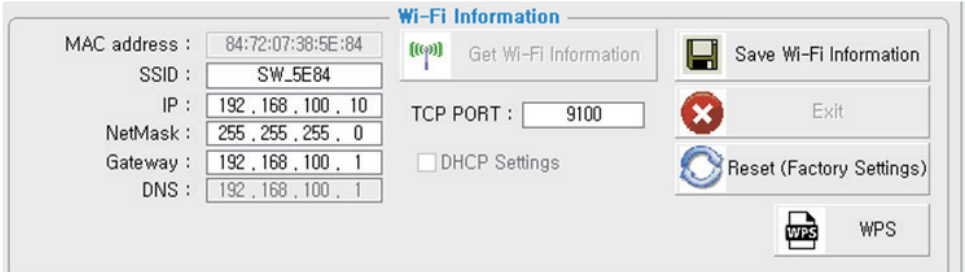 Wi-Fi Information
MAC address : 84:72:07:38:5E:84
SSID : SW_5E84
IP : 192 . 168 . 100 . 10
NetMask : 255 . 255 . 255 . 0
Gateway : 192 . 168 . 100 . 1
DNS : 192 . 168 . 100 . 1
Get Wi-Fi Information
TCP PORT : 9100
DHCP Settings
Save Wi-Fi Information
Exit
Reset (Factory Settings)
WPS WPS